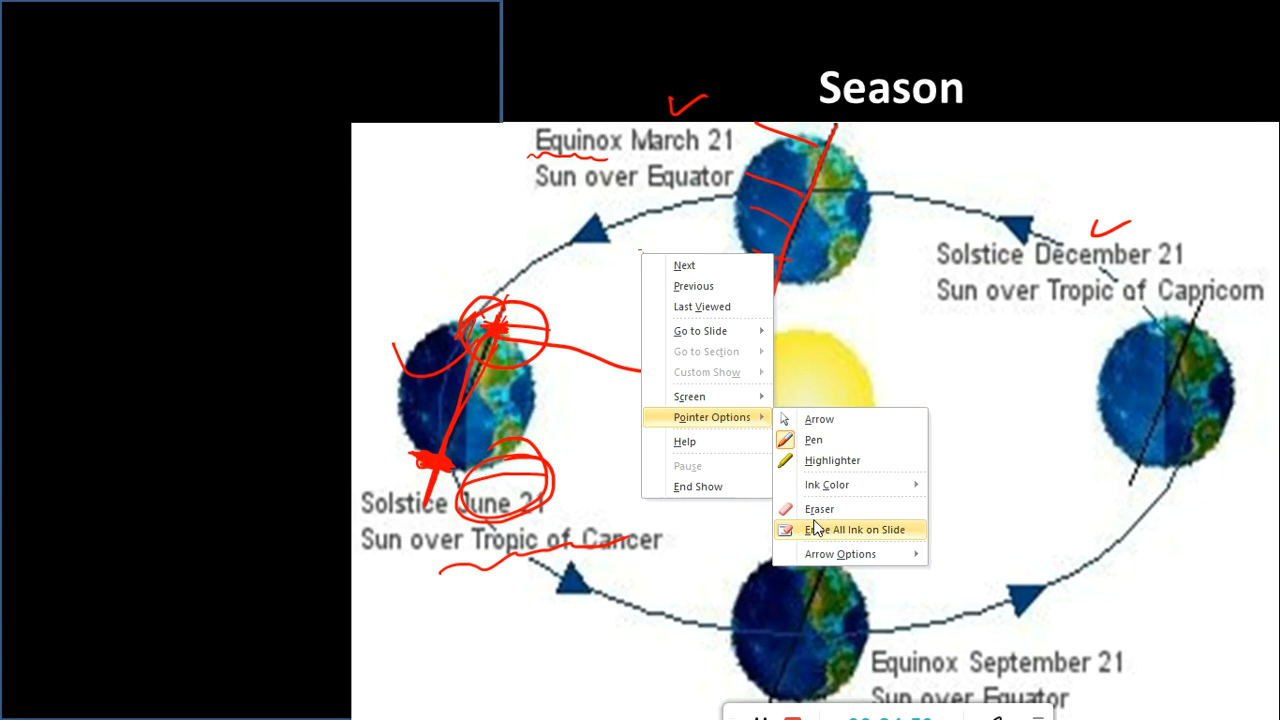 Season
Equinox March 21
Sun over Equator
Solstice December 21
Sun over Tropic of Capricorn
Next
Previous
Last Viewed
Go to Slide
Go to Section
Custom Show
Screen
Pointer Options
Help
Pause
End Show
Arrow
Pen
Highlighter
Ink Color
Eraser
Erase All Ink on Slide
Arrow Options
Solstice June 21
Sun over Tropic of Cancer
Equinox September 21
Sun over Equator